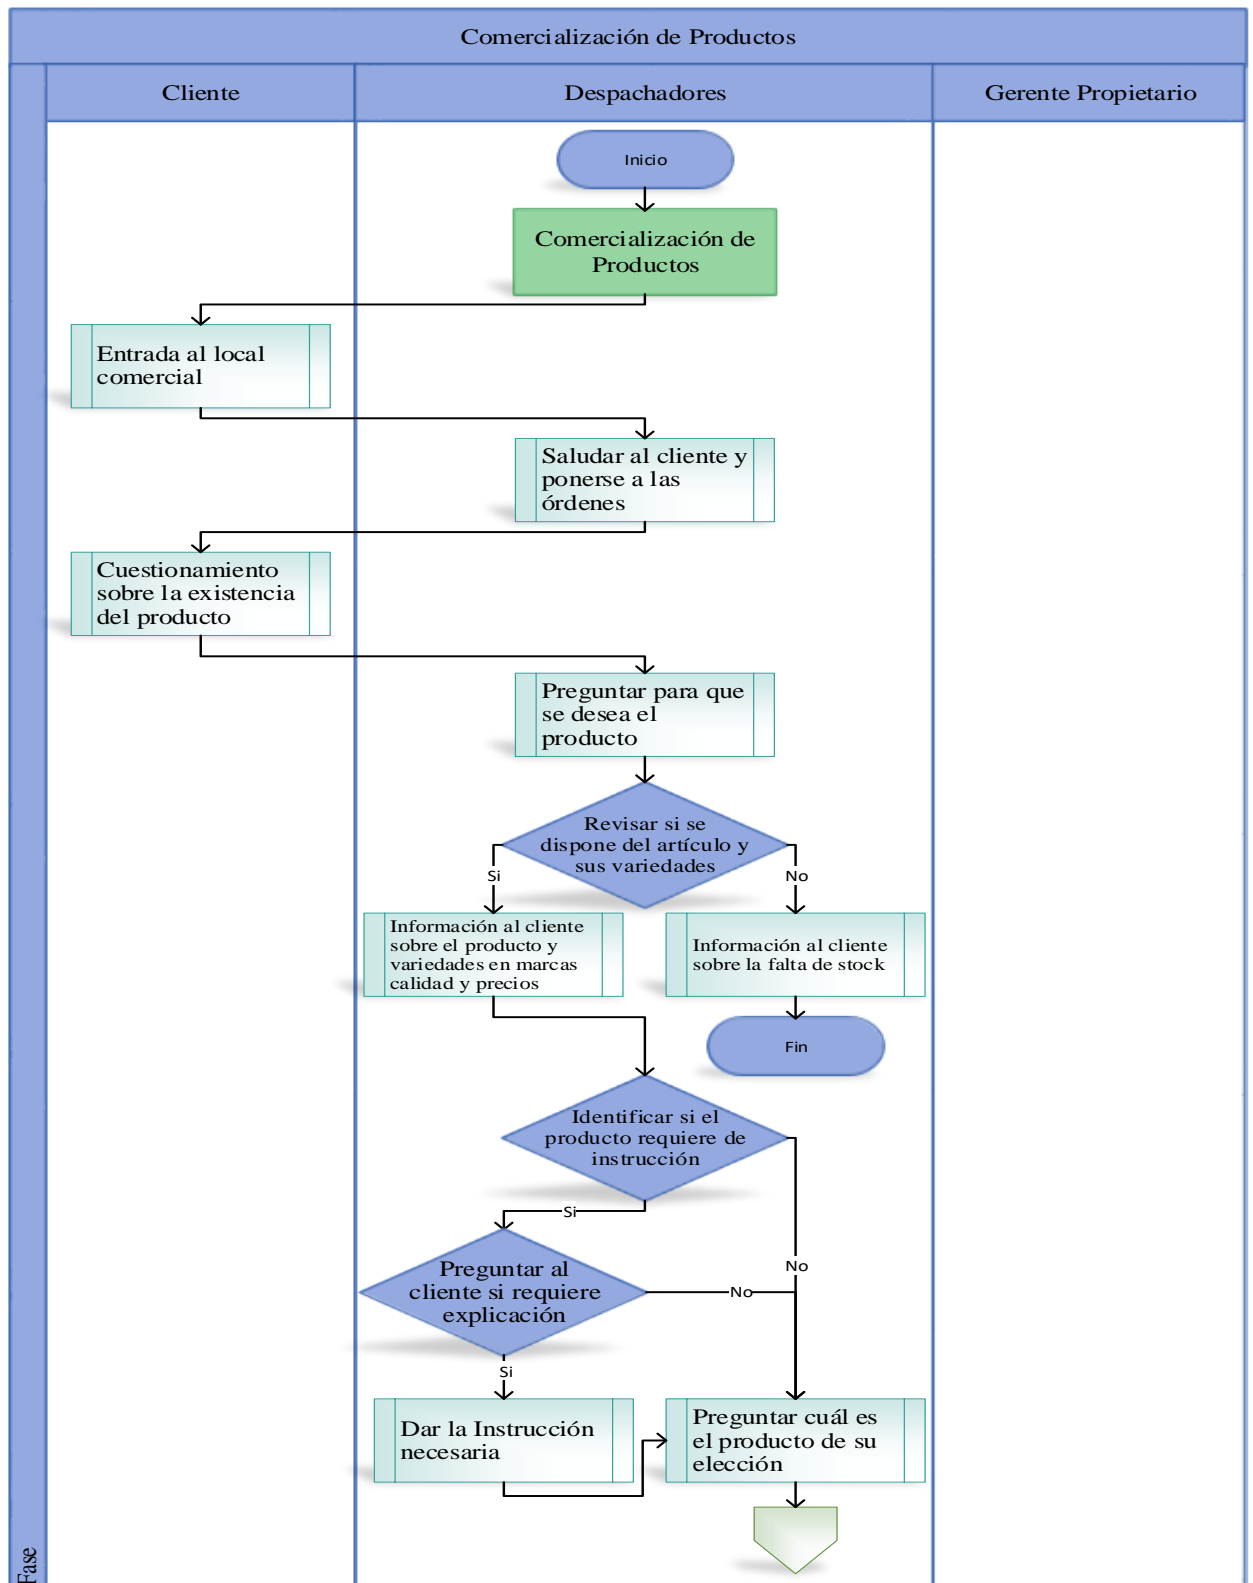 Comercialización de Productos
Cliente
Despachadores
Gerente Propietario
Inicio
Comercialización de
Productos
Entrada al local
comercial
Saludar al cliente y
ponerse a las
órdenes
Cuestionamiento
sobre la existencia
del producto
Preguntar para que
se desea el
producto
Revisar si se
dispone del artículo y
sus variedades
Si
No
Información al cliente
sobre el producto y
variedades en marcas
calidad y precios
Información al cliente
sobre la falta de stock
Fin
Identificar si el
producto requiere de
instrucción
Si
No
Preguntar al
cliente si requiere
explicación
No
Si
Dar la Instrucción
necesaria
Preguntar cuál es
el producto de su
elección
Fase